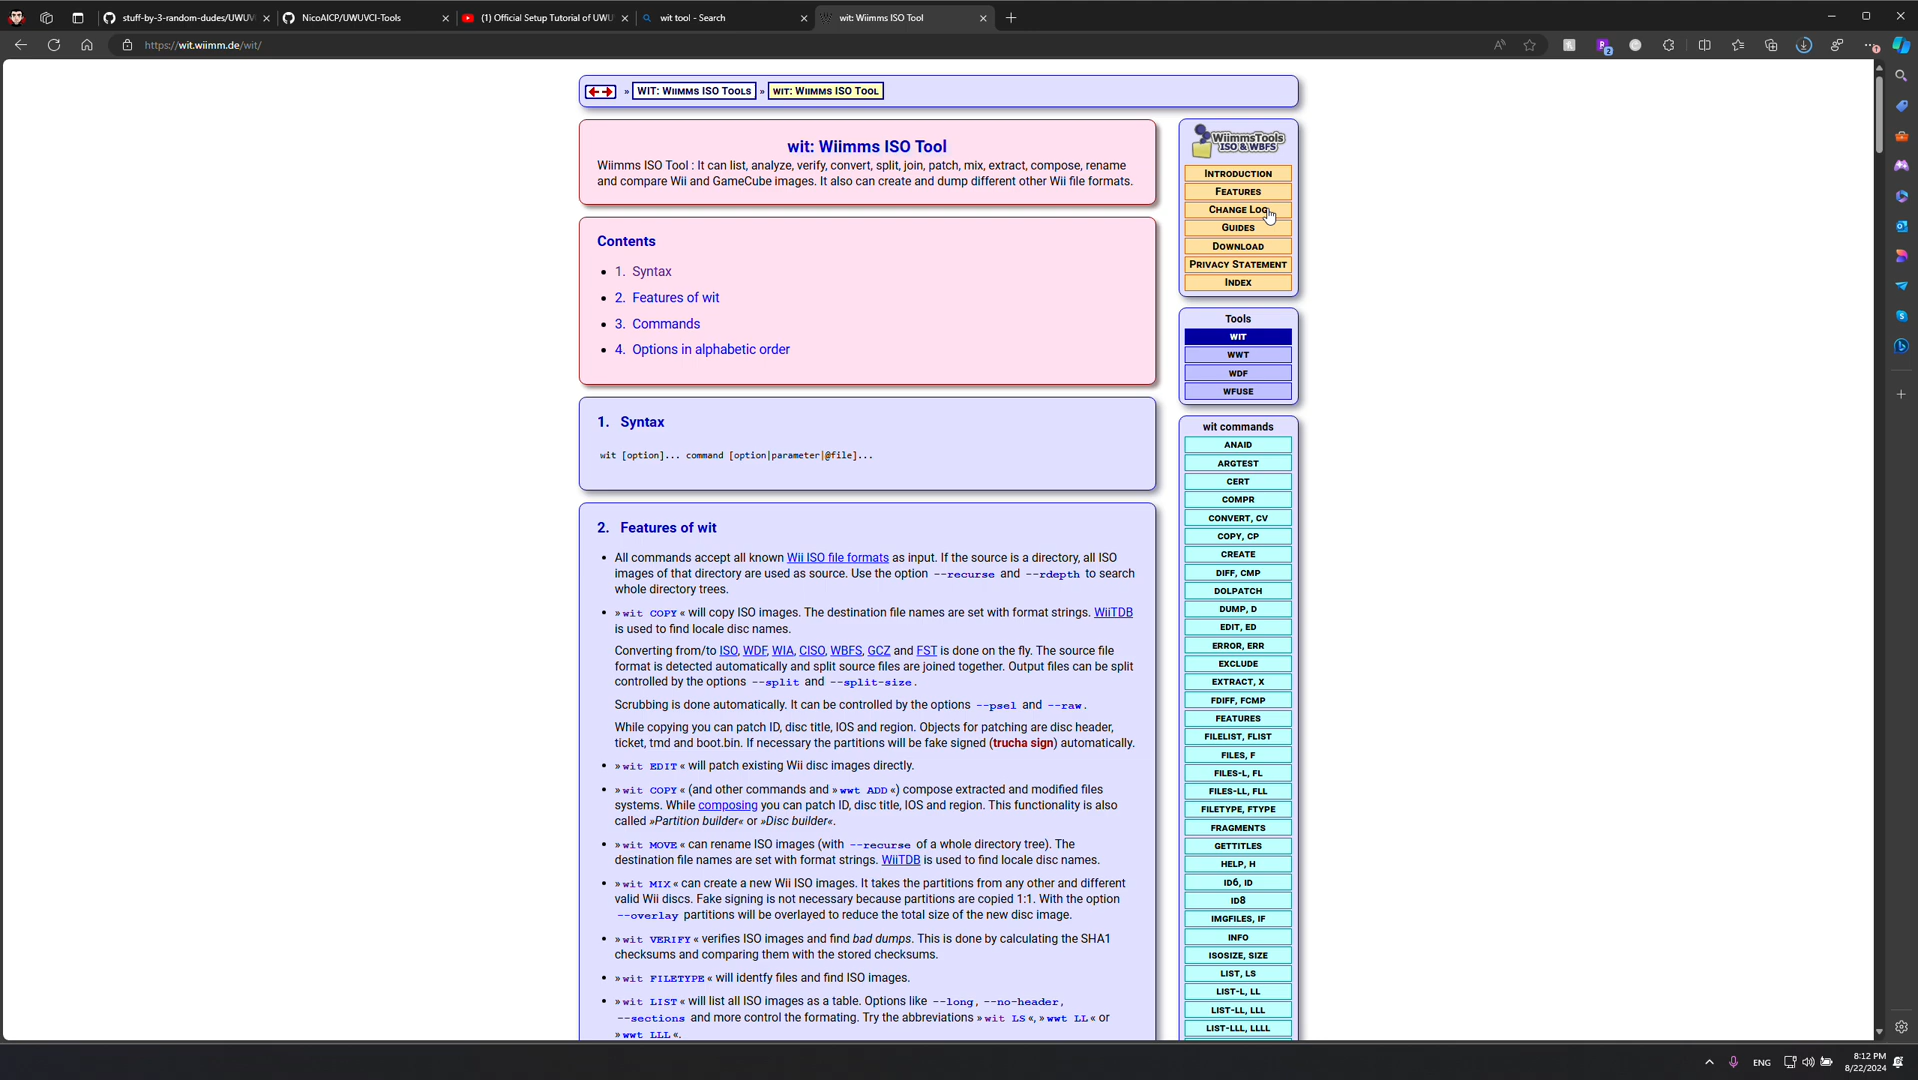 stuff-by-3-random-dudes/UWUV
NicoAICP/UWUVCI-Tools
(1) Official Setup Tutorial of UWU
wit tool - Search
wit: Wiimms ISO Tool
https://wit.wiimm.de/wit/
» WIT: Wiimms ISO Tools » wit: Wiimms ISO Tool
wit: Wiimms ISO Tool
Wiimms ISO Tool : It can list, analyze, verify, convert, split, join, patch, mix, extract, compose, rename
and compare Wii and GameCube images. It also can create and dump different other Wii file formats.
Contents
• 1. Syntax
• 2. Features of wit
• 3. Commands
• 4. Options in alphabetic order
1. Syntax
wit [option]... command [option|parameter|@file]...
2. Features of wit
• All commands accept all known Wii ISO file formats as input. If the source is a directory, all ISO
images of that directory are used as source. Use the option --recurse and --rdepth to search
whole directory trees.
• »wit COPY« will copy ISO images. The destination file names are set with format strings. WiiTDB
is used to find locale disc names.
Converting from/to ISO, WDF, WIA, CISO, WBFS, GCZ and FST is done on the fly. The source file
format is detected automatically and split source files are joined together. Output files can be split
controlled by the options --split and --split-size.
Scrubbing is done automatically. It can be controlled by the options --psel and --raw.
While copying you can patch ID, disc title, IOS and region. Objects for patching are disc header,
ticket, tmd and boot.bin. If necessary the partitions will be fake signed (trucha sign) automatically.
• »wit EDIT« will patch existing Wii disc images directly.
• »wit COPY« (and other commands and »wwt ADD«) compose extracted and modified files
systems. While composing you can patch ID, disc title, IOS and region. This functionality is also
called »Partition builder« or »Disc builder«.
• »wit MOVE« can rename ISO images (with --recurse of a whole directory tree). The
destination file names are set with format strings. WiiTDB is used to find locale disc names.
• »wit MIX« can create a new Wii ISO images. It takes the partitions from any other and different
valid Wii discs. Fake signing is not necessary because partitions are copied 1:1. With the option
--overlay partitions will be overlayed to reduce the total size of the new disc image.
• »wit VERIFY« verifies ISO images and find bad dumps. This is done by calculating the SHA1
checksums and comparing them with the stored checksums.
• »wit FILETYPE« will identfy files and find ISO images.
• »wit LIST« will list all ISO images as a table. Options like --long, --no-header,
--sections and more control the formating. Try the abbreviations »wit LS«, »wwt LL« or
»wwt LLL«.
WiimmsTools
ISO & WBFS
Introduction
Features
Change Log
Guides
Download
Privacy Statement
Index
Tools
WIT
WWT
WDF
WFUSE
wit commands
ANAID
ARGTEST
CERT
COMPR
CONVERT, CV
COPY, CP
CREATE
DIFF, CMP
DOLPATCH
DUMP, D
EDIT, ED
ERROR, ERR
EXCLUDE
EXTRACT, X
FDIFF, FCMP
FEATURES
FILELIST, FLIST
FILES, F
FILES-L, FL
FILES-LL, FLL
FILETYPE, FTYPE
FRAGMENTS
GETTITLES
HELP, H
ID6, ID
ID8
IMGFILES, IF
INFO
ISOSIZE, SIZE
LIST, LS
LIST-L, LL
LIST-LL, LLL
LIST-LLL, LLLL
ENG
8:12 PM
8/22/2024